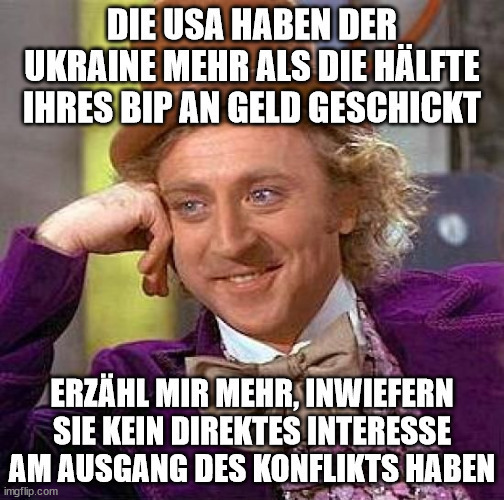 DIE USA HABEN DER
UKRAINE MEHR ALS DIE HÄLFTE
IHRES BIP AN GELD GESCHICKT
ERZÄHL MIR MEHR, INWIEFERN
SIE KEIN DIREKTES INTERESSE
AM AUSGANG DES KONFLIKTS HABEN
imgflip.com